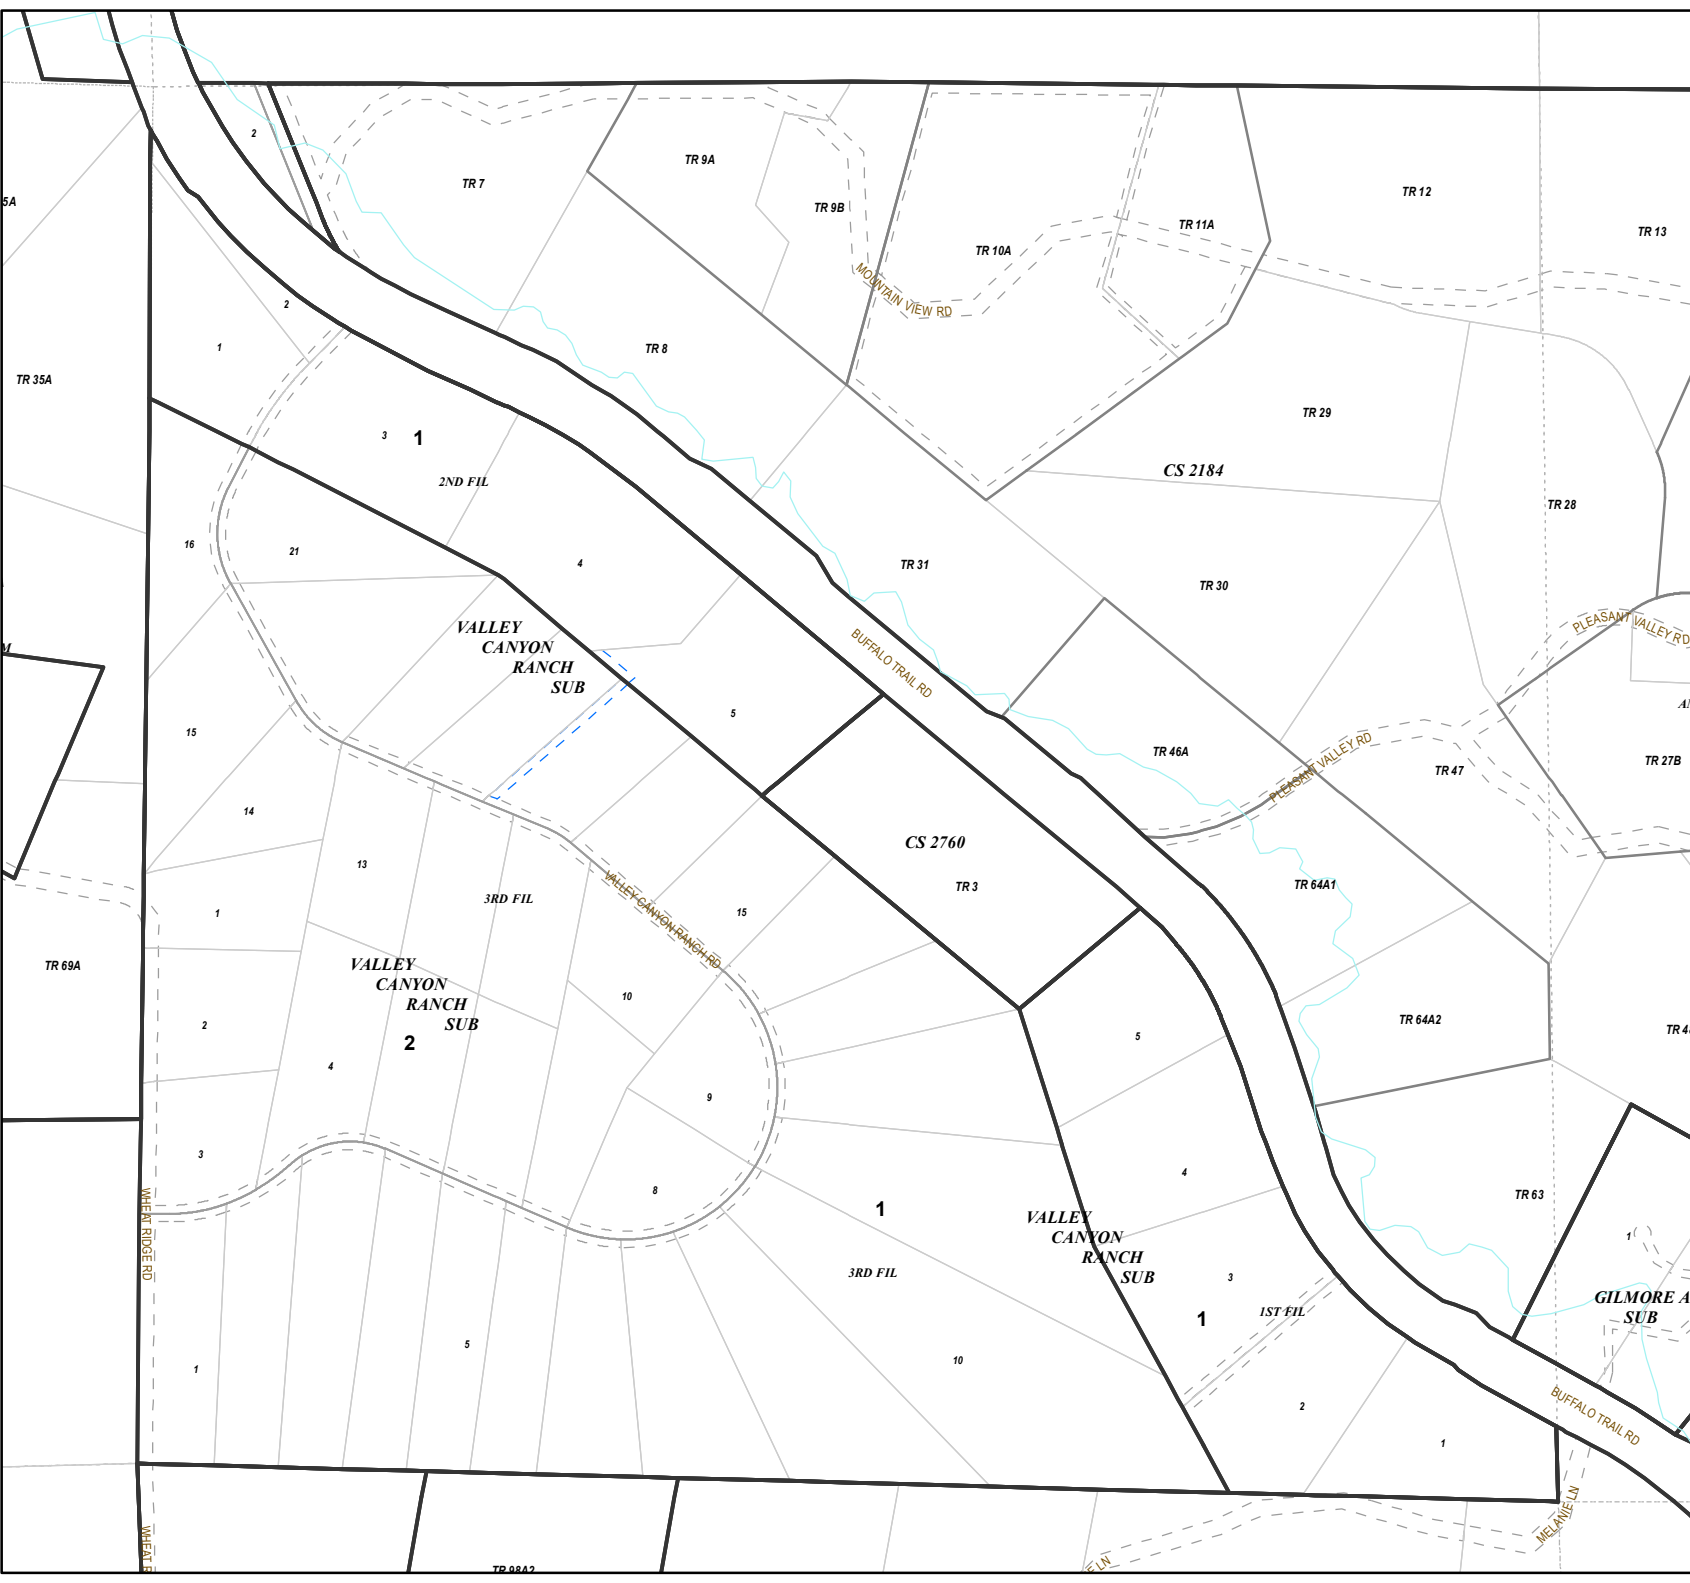 2
TR 7
TR 9A
TR 9B
TR 10A
TR 11A
TR 12
TR 13
5A
MOUNTAIN VIEW RD
2
1
TR 8
TR 35A
TR 29
3
1
CS 2184
2ND FIL
TR 28
16
21
4
TR 31
TR 30
VALLEY
CANYON
RANCH
SUB
BUFFALO TRAIL RD
PLEASANT VALLEY RD
M
5
15
TR 46A
PLEASANT VALLEY RD
TR 47
TR 27B
14
13
CS 2760
TR 3
TR 64A1
3RD FIL
VALLEY CANYON RANCH RD
15
1
TR 69A
VALLEY
CANYON
RANCH
SUB
2
10
2
4
5
TR 64A2
9
3
8
4
TR 63
WHEAT RIDGE RD
1
3RD FIL
VALLEY
CANYON
RANCH
SUB
3
1
1ST FIL
1
GILMORE A
SUB
1
5
10
2
1
BUFFALO TRAIL RD
MELANIE LN
WHEAT R
TR 98A2
E LN